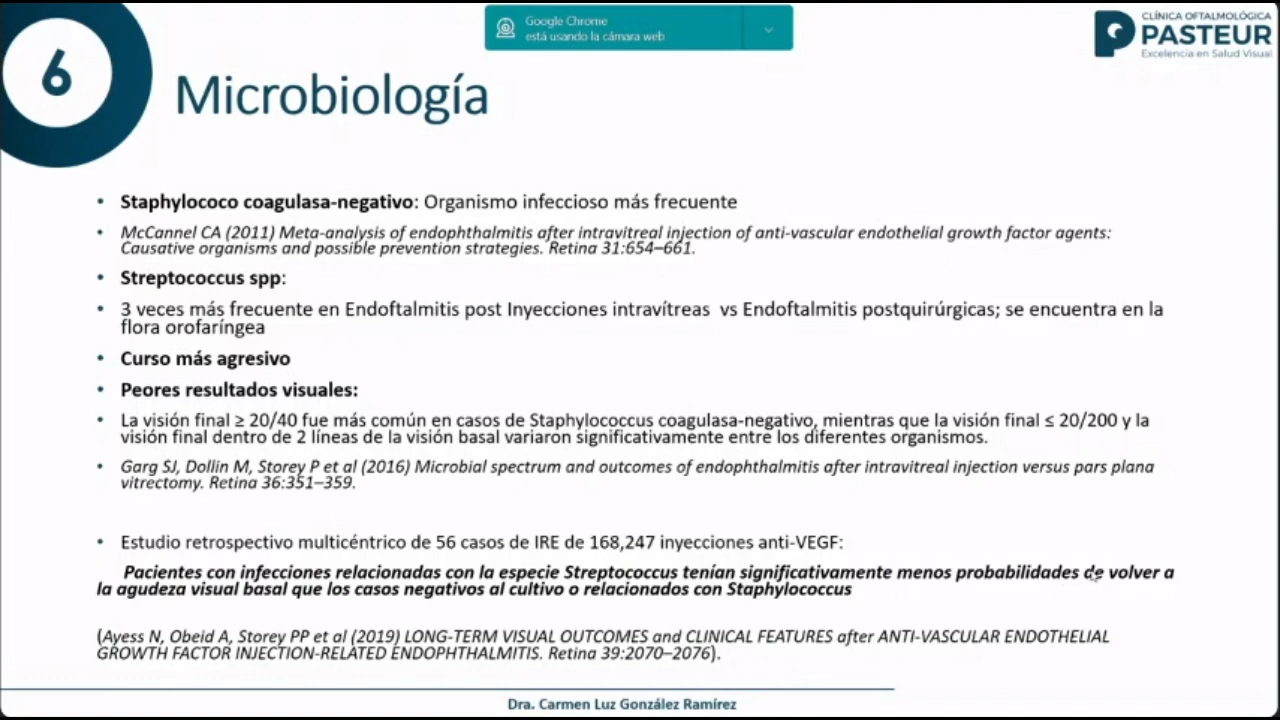 Google Chrome
está usando la cámara web
CLÍNICA OFTALMOLÓGICA
PASTEUR
Excelencia en Salud Visual
6
Microbiología
• Staphylococo coagulasa-negativo: Organismo infeccioso más frecuente
• McCannel CA (2011) Meta-analysis of endophthalmitis after intravitreal injection of anti-vascular endothelial growth factor agents:
Causative organisms and possible prevention strategies. Retina 31:654–661.
• Streptococcus spp:
• 3 veces más frecuente en Endoftalmitis post Inyecciones intravítreas vs Endoftalmitis postquirúrgicas; se encuentra en la
flora orofaríngea
• Curso más agresivo
• Peores resultados visuales:
• La visión final ≥ 20/40 fue más común en casos de Staphylococcus coagulasa-negativo, mientras que la visión final ≤ 20/200 y la
visión final dentro de 2 líneas de la visión basal variaron significativamente entre los diferentes organismos.
• Garg SJ, Dollin M, Storey P et al (2016) Microbial spectrum and outcomes of endophthalmitis after intravitreal injection versus pars plana
vitrectomy. Retina 36:351–359.
• Estudio retrospectivo multicéntrico de 56 casos de IRE de 168,247 inyecciones anti-VEGF:
Pacientes con infecciones relacionadas con la especie Streptococcus tenían significativamente menos probabilidades de volver a
la agudeza visual basal que los casos negativos al cultivo o relacionados con Staphylococcus
(Ayess N, Obeid A, Storey PP et al (2019) LONG-TERM VISUAL OUTCOMES and CLINICAL FEATURES after ANTI-VASCULAR ENDOTHELIAL
GROWTH FACTOR INJECTION-RELATED ENDOPHTHALMITIS. Retina 39:2070–2076).
Dra. Carmen Luz González Ramírez